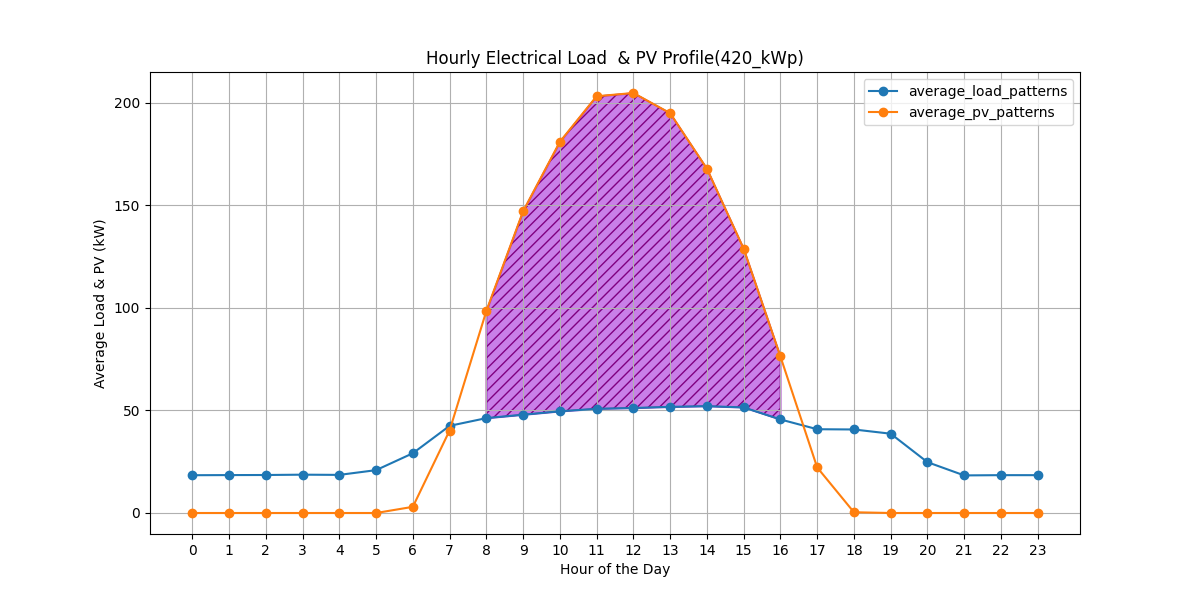 Hourly Electrical Load  & PV Profile(420_kWp)
average_load_patterns
average_pv_patterns
Average Load & PV (kW)
200
150
100
50
0
0 1 2 3 4 5 6 7 8 9 10 11 12 13 14 15 16 17 18 19 20 21 22 23
Hour of the Day